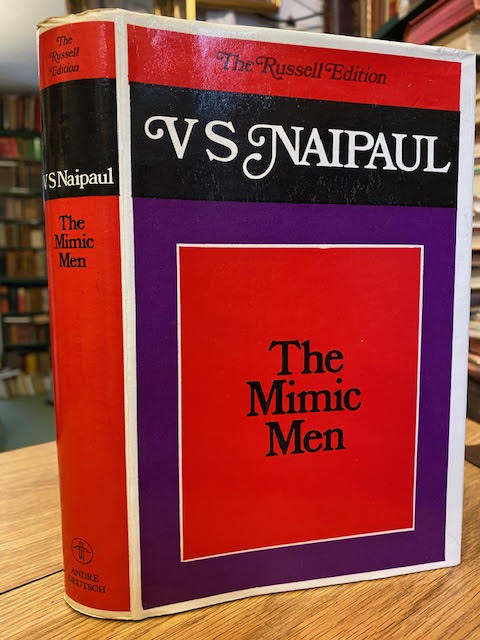 The
Russell
Edition
V S Naipaul
The
Mimic
Men
ANDRE
DEUTSCH
The Russell Edition
V S NAIPAUL
The
Mimic
Men